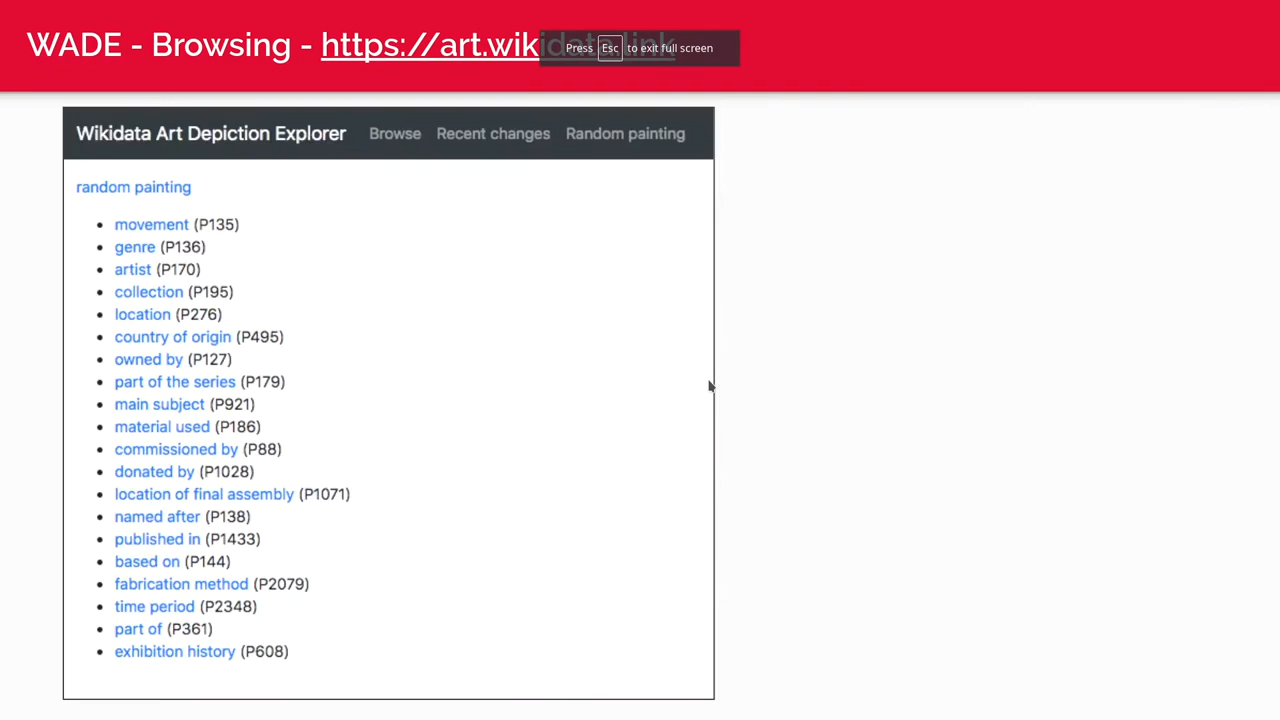 WADE - Browsing - https://art.wikidata.link
Press Esc to exit full screen
Wikidata Art Depiction Explorer Browse Recent changes Random painting
random painting
movement (P135)
genre (P136)
artist (P170)
collection (P195)
location (P276)
country of origin (P495)
owned by (P127)
part of the series (P179)
main subject (P921)
material used (P186)
commissioned by (P88)
donated by (P1028)
location of final assembly (P1071)
named after (P138)
published in (P1433)
based on (P144)
fabrication method (P2079)
time period (P2348)
part of (P361)
exhibition history (P608)